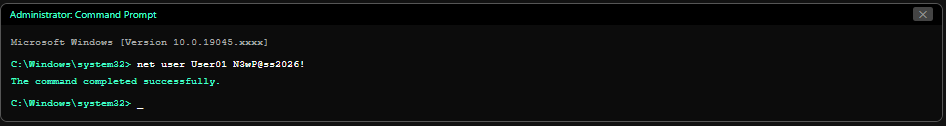 Administrator: Command Prompt
Microsoft Windows [Version 10.0.19045.xxxx]
C:\Windows\system32> net user User01 N3wP@ss2026!
The command completed successfully.
C:\Windows\system32> _